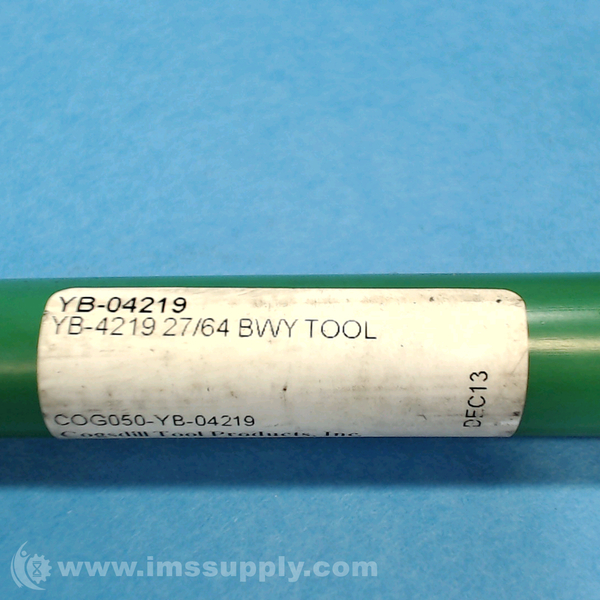 YB-04219
YB-4219 27/64 BWY TOOL
COG050-YB-04219
DEC13
Cogsdill Tool Products, Inc.
www.imssupply.com